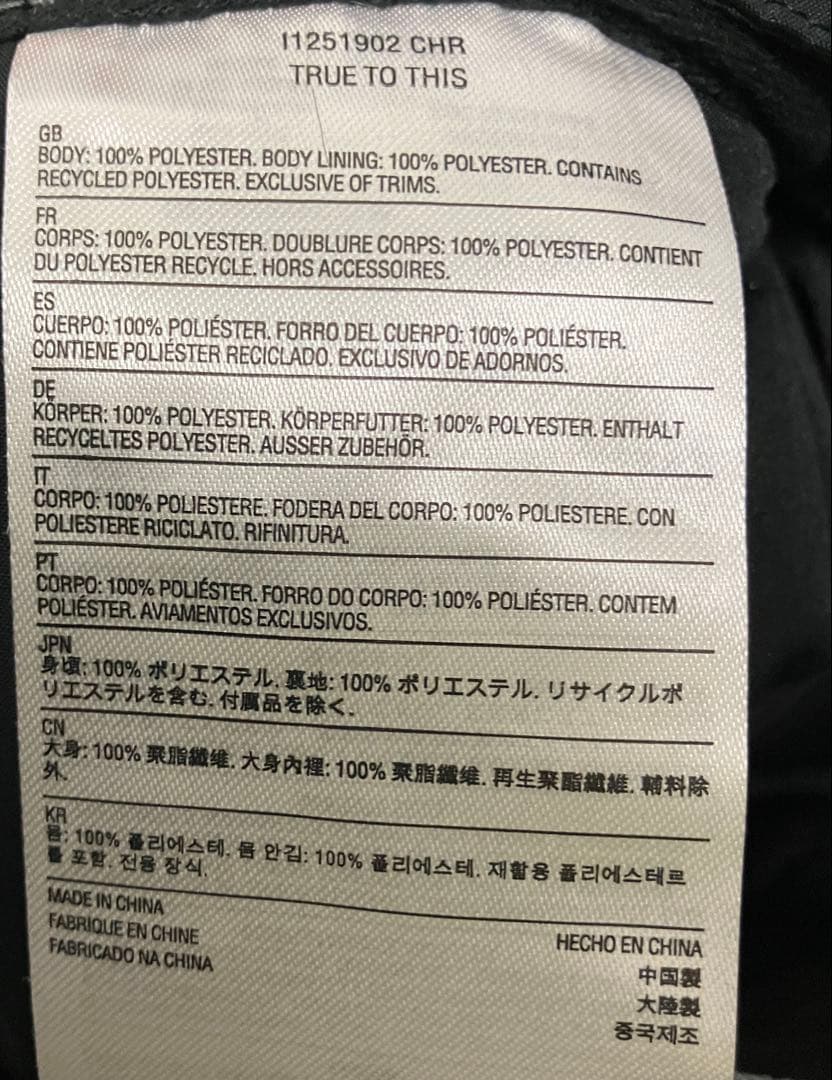 I1251902 CHR
TRUE TO THIS
GB
BODY: 100% POLYESTER. BODY LINING: 100% POLYESTER. CONTAINS
RECYCLED POLYESTER. EXCLUSIVE OF TRIMS.
FR
CORPS: 100% POLYESTER. DOUBLURE CORPS: 100% POLYESTER. CONTIENT
DU POLYESTER RECYCLE. HORS ACCESSOIRES.
ES
CUERPO: 100% POLIÉSTER. FORRO DEL CUERPO: 100% POLIÉSTER.
CONTIENE POLIÉSTER RECICLADO. EXCLUSIVO DE ADORNOS.
DE
KÖRPER: 100% POLYESTER. KÖRPERFUTTER: 100% POLYESTER. ENTHALT
RECYCELTES POLYESTER. AUSSER ZUBEHÖR.
IT
CORPO: 100% POLIESTERE. FODERA DEL CORPO: 100% POLIESTERE. CON
POLIESTERE RICICLATO. RIFINITURA.
PT
CORPO: 100% POLIÉSTER. FORRO DO CORPO: 100% POLIÉSTER. CONTEM
POLIÉSTER. AVIAMENTOS EXCLUSIVOS.
JPN
身頃: 100% ポリエステル. 裏地: 100% ポリエステル. リサイクルポ
リエステルを含む. 付属品を除く.
CN
大身: 100% 聚脂纖维. 大身內裡: 100% 聚脂纖维. 再生聚酯纖維. 輔料除
外.
KR
몸: 100% 폴리에스테. 몸 안김: 100% 폴리에스테. 재할용 폴리에스테르
를 포함. 전용 장식.
MADE IN CHINA
FABRIQUE EN CHINE
FABRICADO NA CHINA
HECHO EN CHINA
中国製
大陸製
중국제조